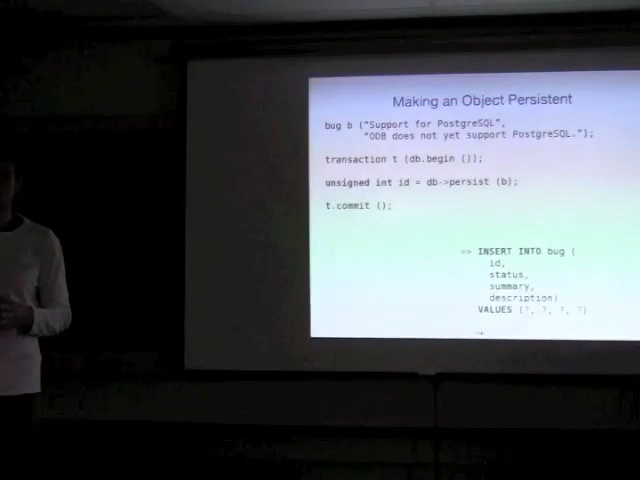 Making an Object Persistent
bug b ("Support for PostgreSQL",
"ODB does not yet support PostgreSQL.");
transaction t (db.begin ());
unsigned int id = db->persist (b);
t.commit ();
=> INSERT INTO bug (
id,
status,
summary,
description)
VALUES (?, ?, ?, ?)